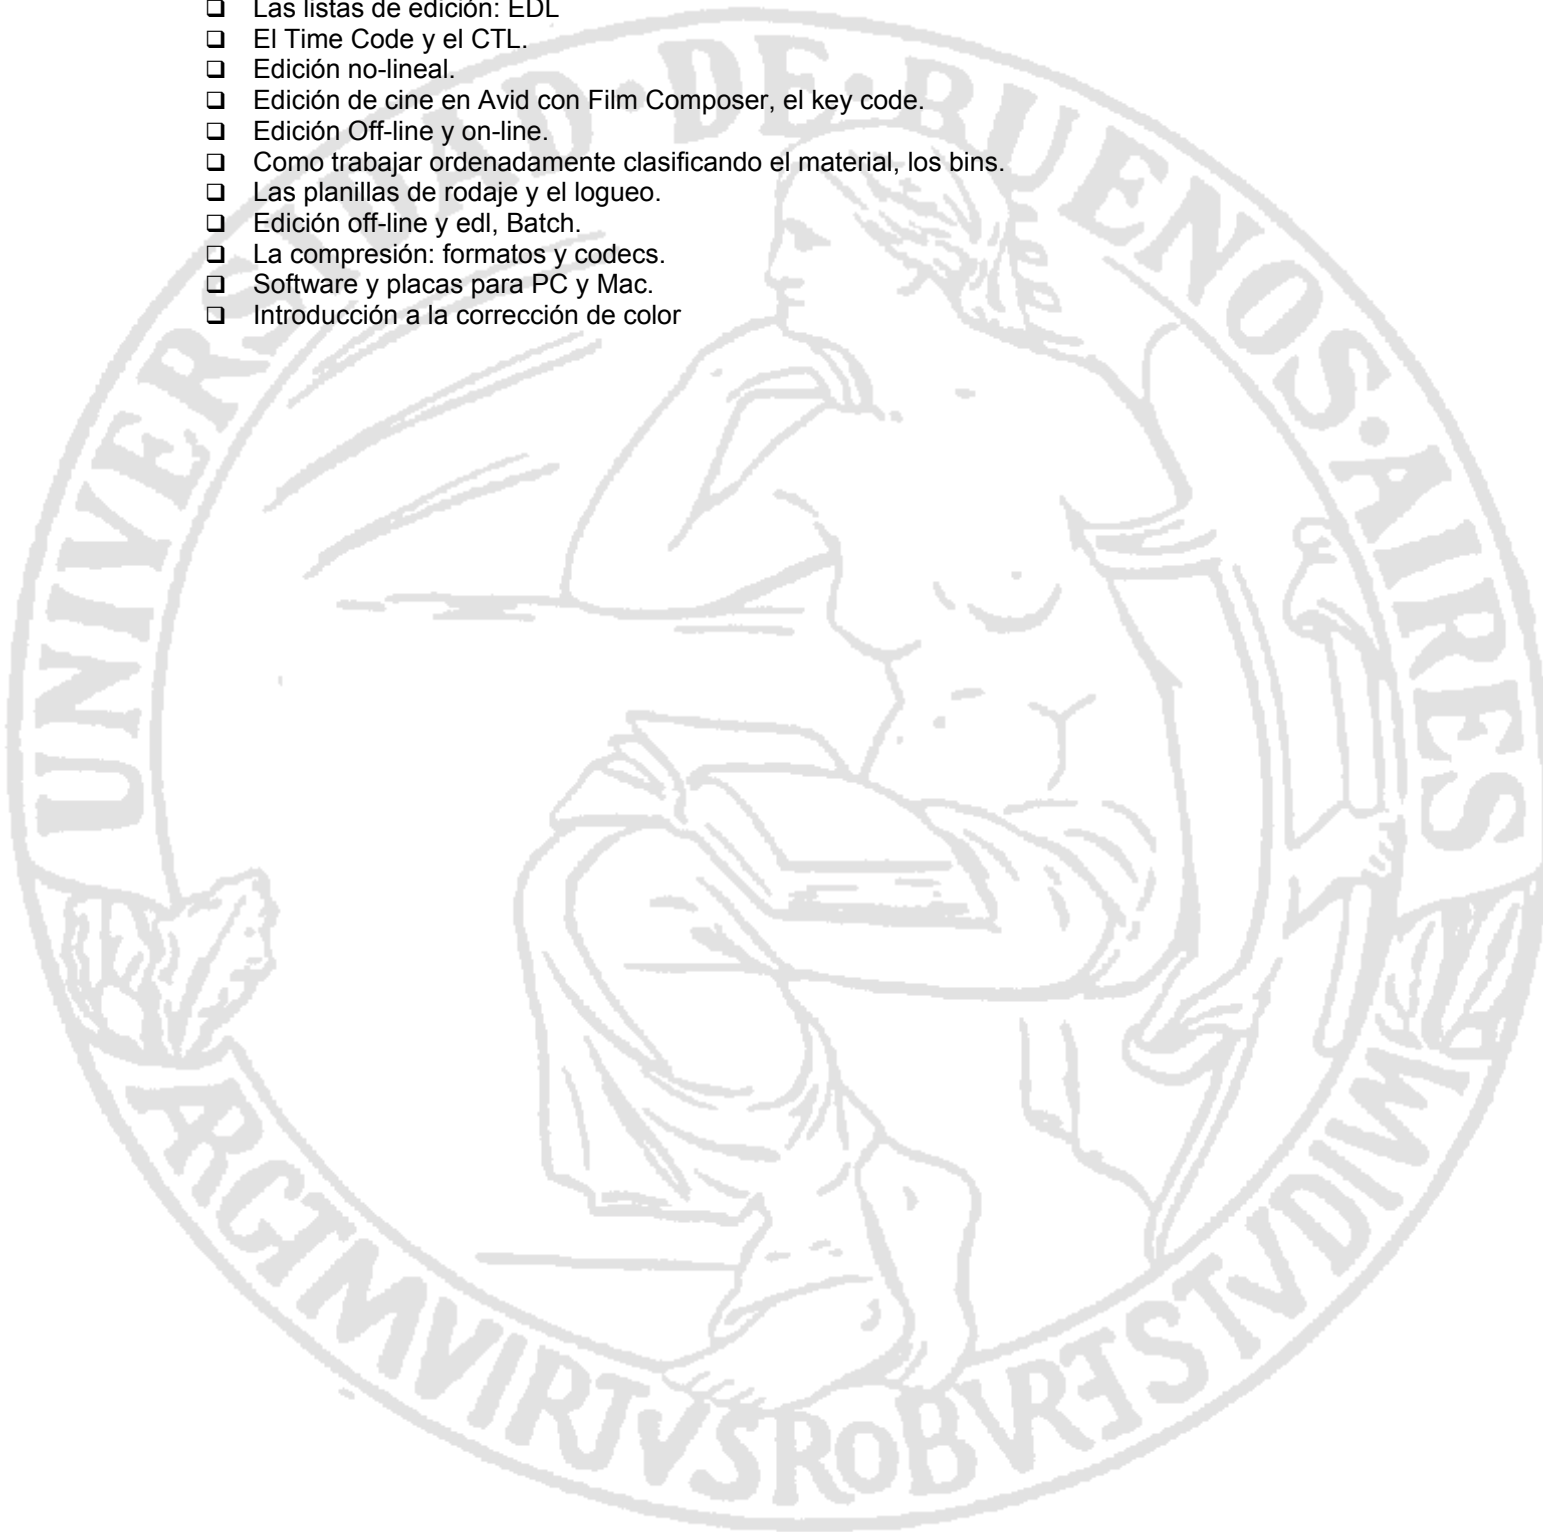 ❑ Las listas de edición: EDL
❑ El Time Code y el CTL.
❑ Edición no-lineal.
❑ Edición de cine en Avid con Film Composer, el key code.
❑ Edición Off-line y on-line.
❑ Como trabajar ordenadamente clasificando el material, los bins.
❑ Las planillas de rodaje y el logueo.
❑ Edición off-line y edl, Batch.
❑ La compresión: formatos y codecs.
❑ Software y placas para PC y Mac.
❑ Introducción a la corrección de color
UNIVERSIDAD·DE·BUENOS·AIRES
ARGTMVIRTVSROBVRETSTVDIVM